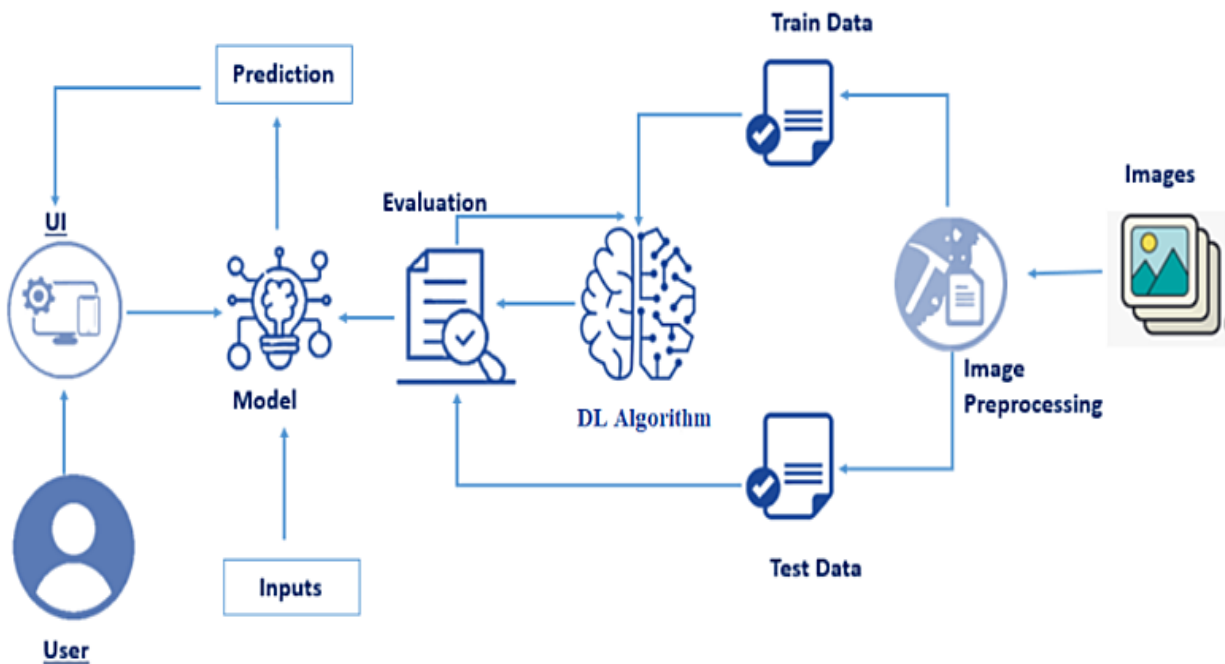 Train Data
Prediction
Images
Evaluation
UI
Image
Preprocessing
Model
DL Algorithm
Test Data
Inputs
User